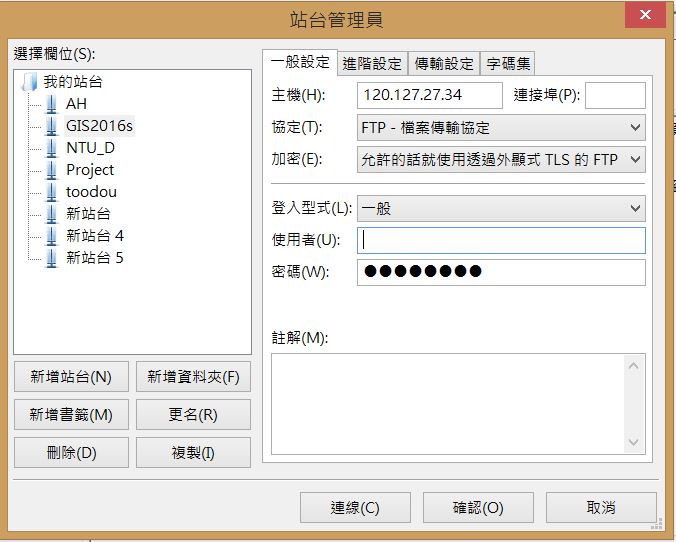 站台管理員
選擇欄位(S):
我的站台
AH
GIS2016s
NTU_D
Project
toodou
新站台
新站台 4
新站台 5
新增站台(N) 新增資料夾(F)
新增書籤(M) 更名(R)
刪除(D) 複製(I)
一般設定 進階設定 傳輸設定 字碼集
主機(H): 120.127.27.34 連接埠(P):
協定(T): FTP - 檔案傳輸協定
加密(E): 允許的話就使用透過外顯式 TLS 的 FTP
登入型式(L): 一般
使用者(U):
密碼(W): ●●●●●●●●
註解(M):
連線(C) 確認(O) 取消